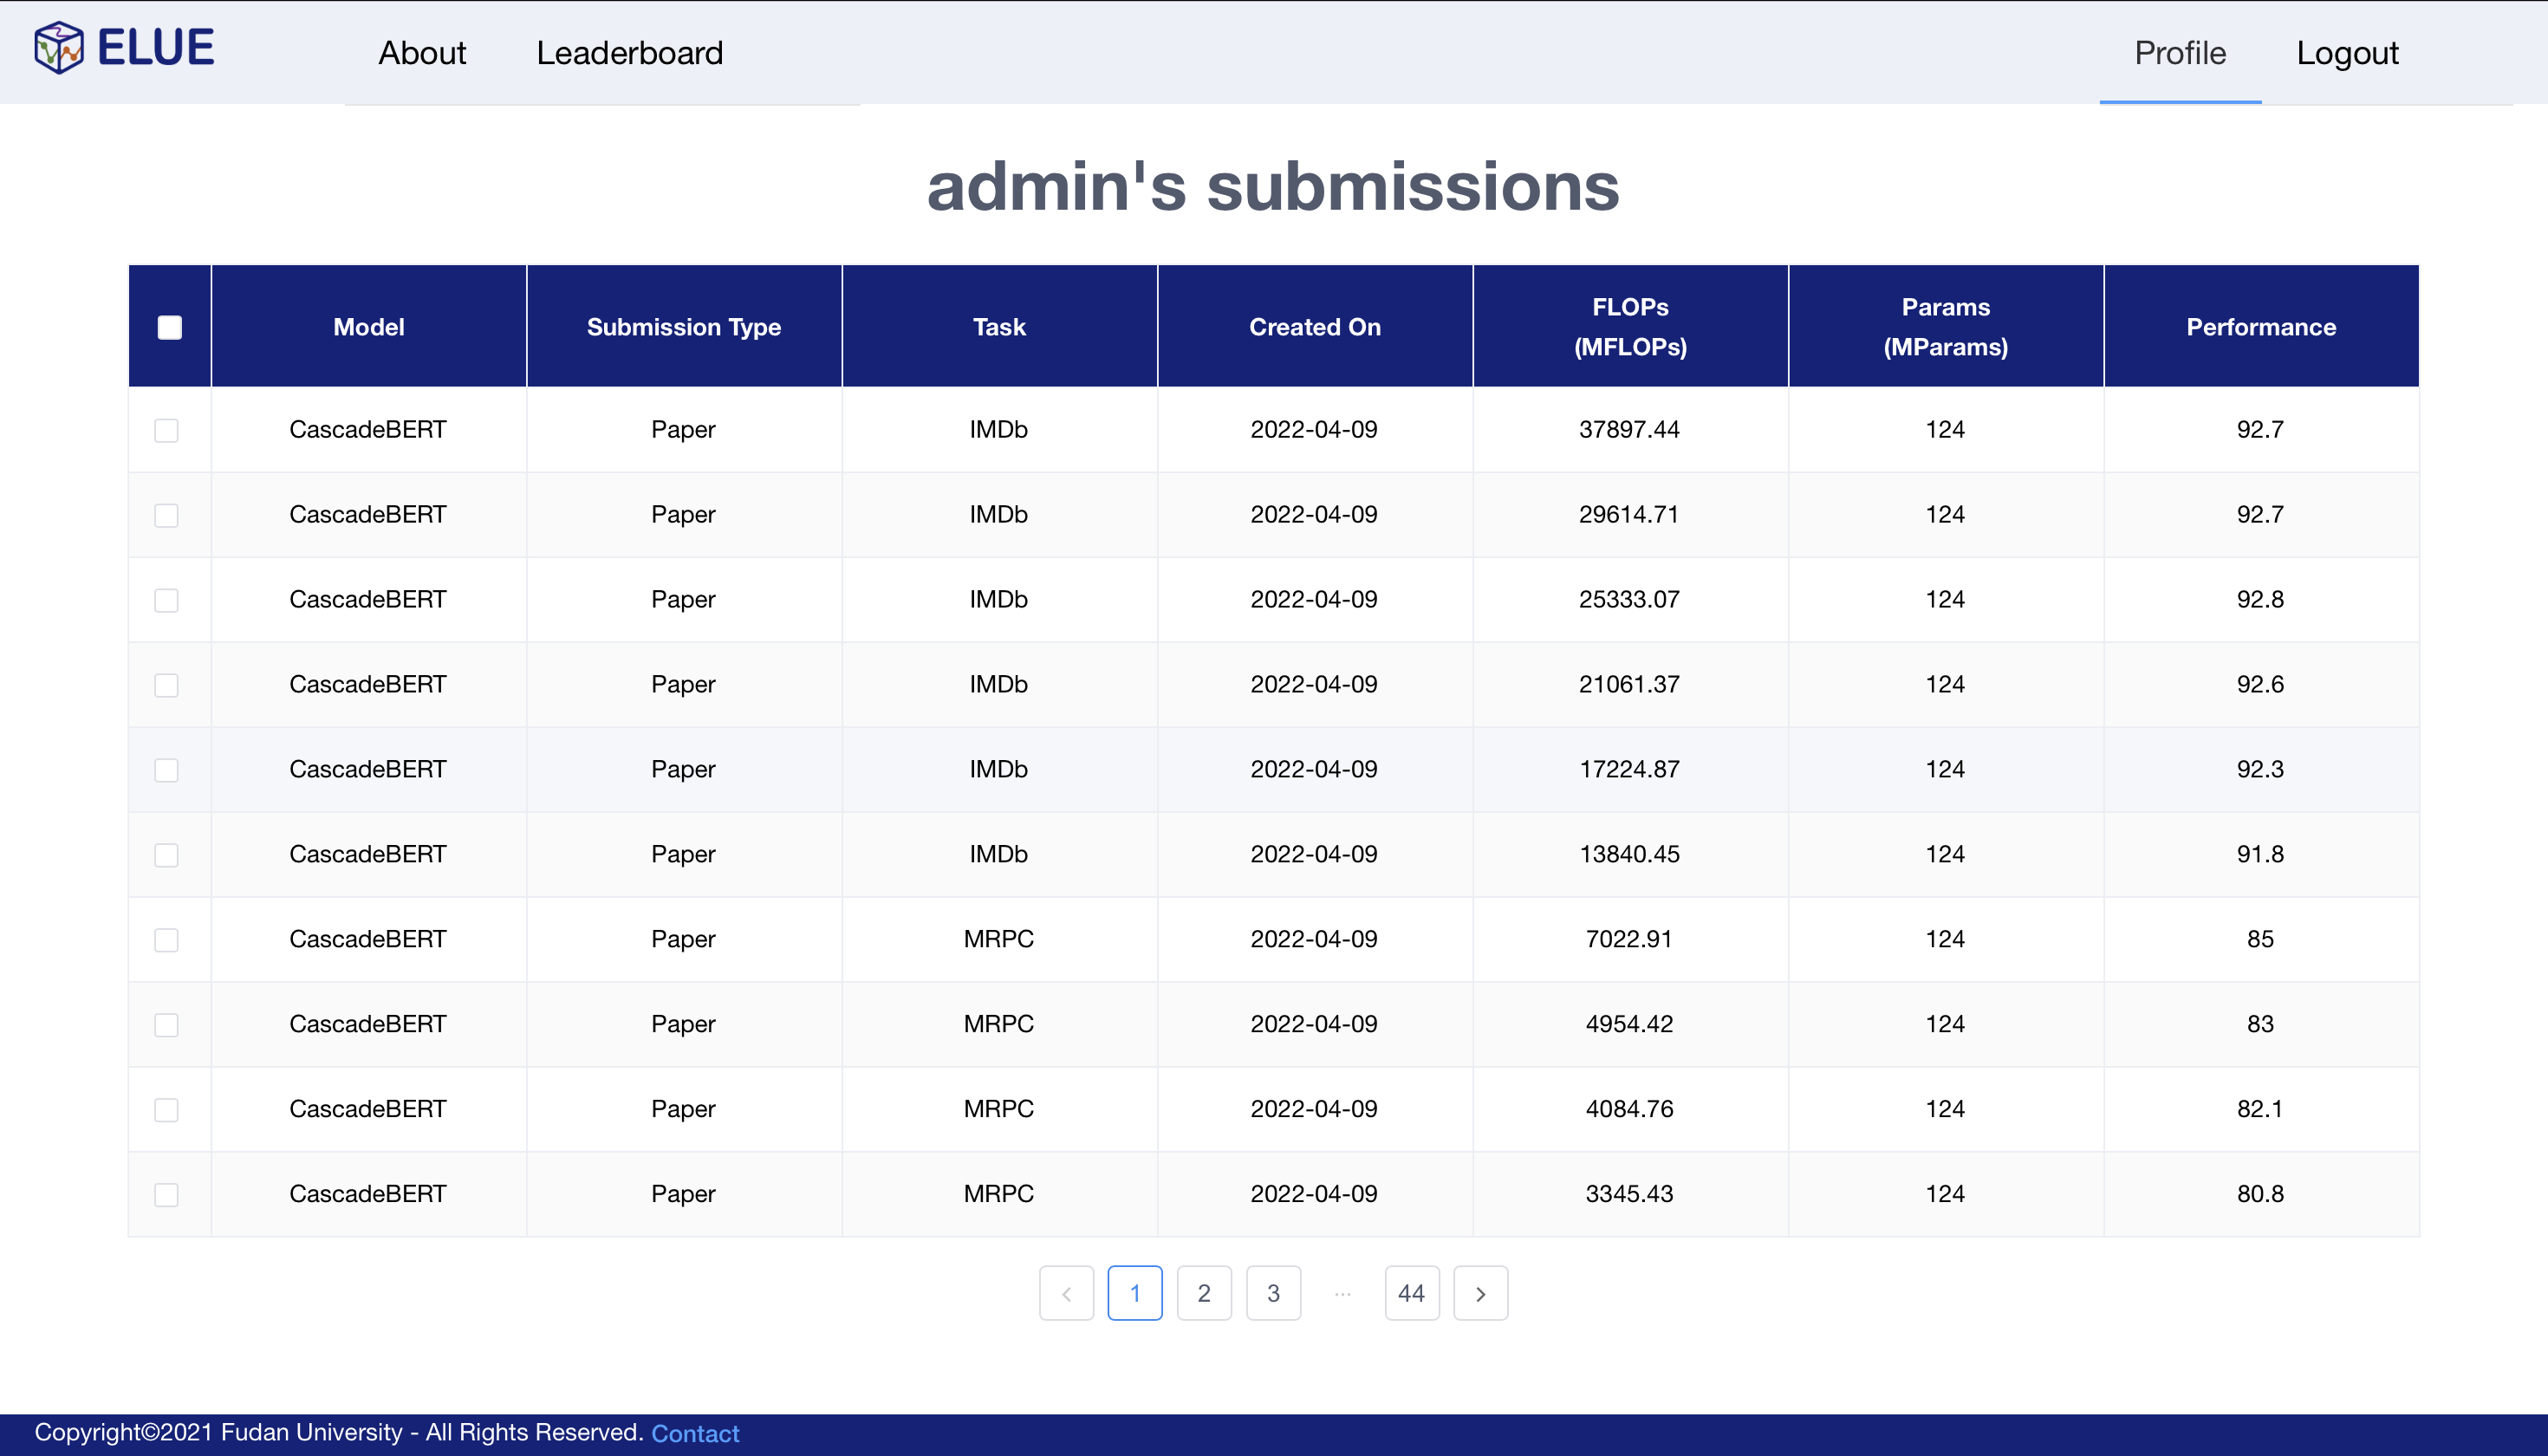 ELUE About Leaderboard Profile Logout
admin's submissions
Model Submission Type Task Created On FLOPs (MFLOPs) Params (MParams) Performance
CascadeBERT Paper IMDb 2022-04-09 37897.44 124 92.7
CascadeBERT Paper IMDb 2022-04-09 29614.71 124 92.7
CascadeBERT Paper IMDb 2022-04-09 25333.07 124 92.8
CascadeBERT Paper IMDb 2022-04-09 21061.37 124 92.6
CascadeBERT Paper IMDb 2022-04-09 17224.87 124 92.3
CascadeBERT Paper IMDb 2022-04-09 13840.45 124 91.8
CascadeBERT Paper MRPC 2022-04-09 7022.91 124 85
CascadeBERT Paper MRPC 2022-04-09 4954.42 124 83
CascadeBERT Paper MRPC 2022-04-09 4084.76 124 82.1
CascadeBERT Paper MRPC 2022-04-09 3345.43 124 80.8
1 2 3 ··· 44
Copyright©2021 Fudan University - All Rights Reserved. Contact